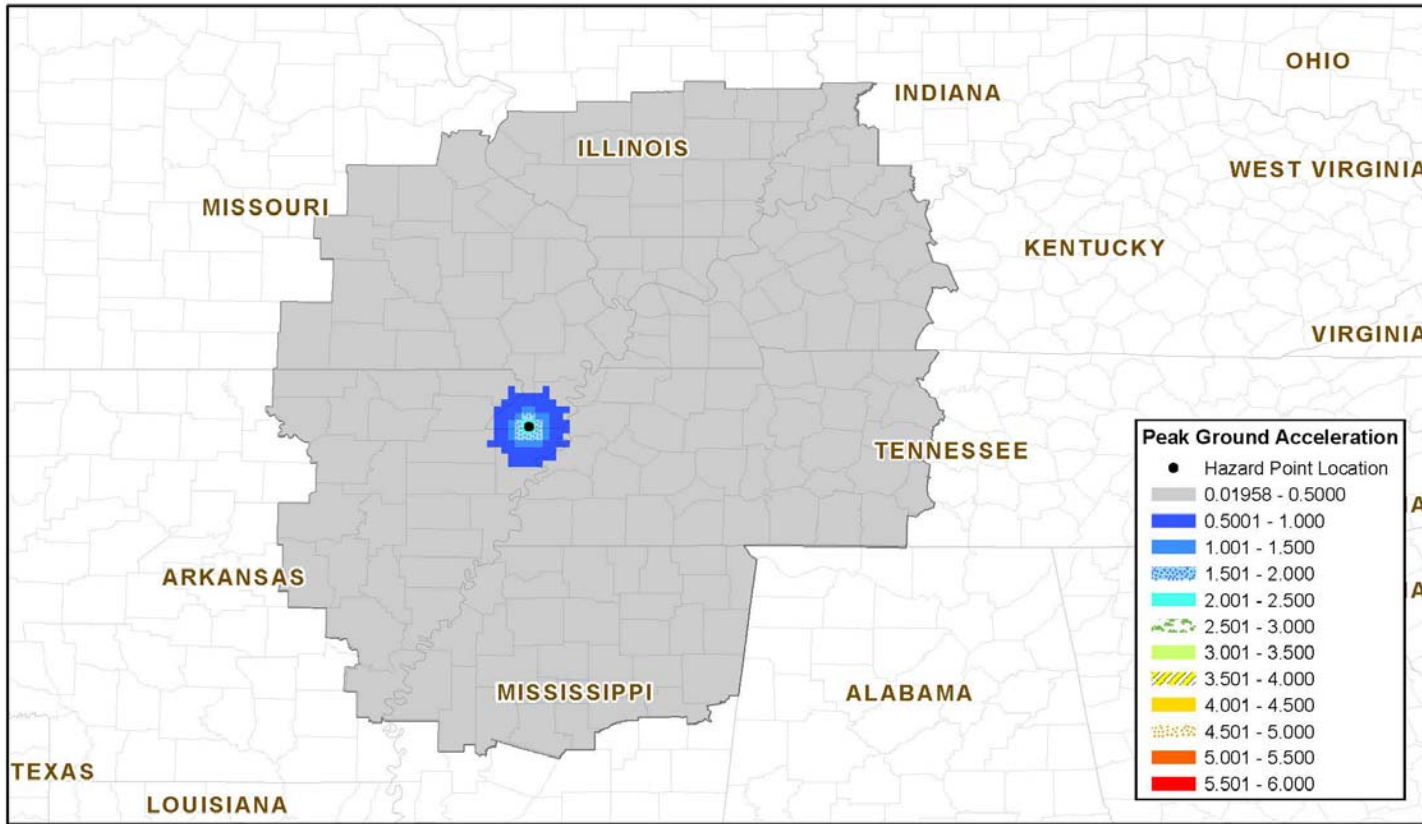 OHIO
INDIANA
ILLINOIS
WEST VIRGINIA
MISSOURI
KENTUCKY
VIRGINIA
TENNESSEE
ARKANSAS
MISSISSIPPI
ALABAMA
TEXAS
LOUISIANA
Peak Ground Acceleration
Hazard Point Location
0.01958 - 0.5000
0.5001 - 1.000
1.001 - 1.500
1.501 - 2.000
2.001 - 2.500
2.501 - 3.000
3.001 - 3.500
3.501 - 4.000
4.001 - 4.500
4.501 - 5.000
5.001 - 5.500
5.501 - 6.000